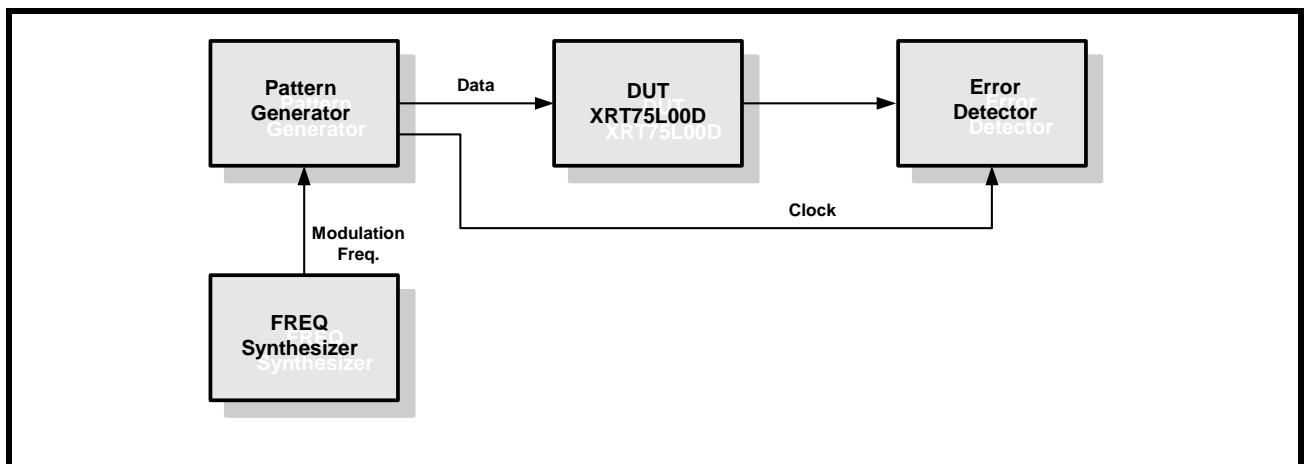 Pattern
Generator
Data
DUT
XRT75L00D
Error
Detector
Clock
Modulation
Freq.
FREQ
Synthesizer